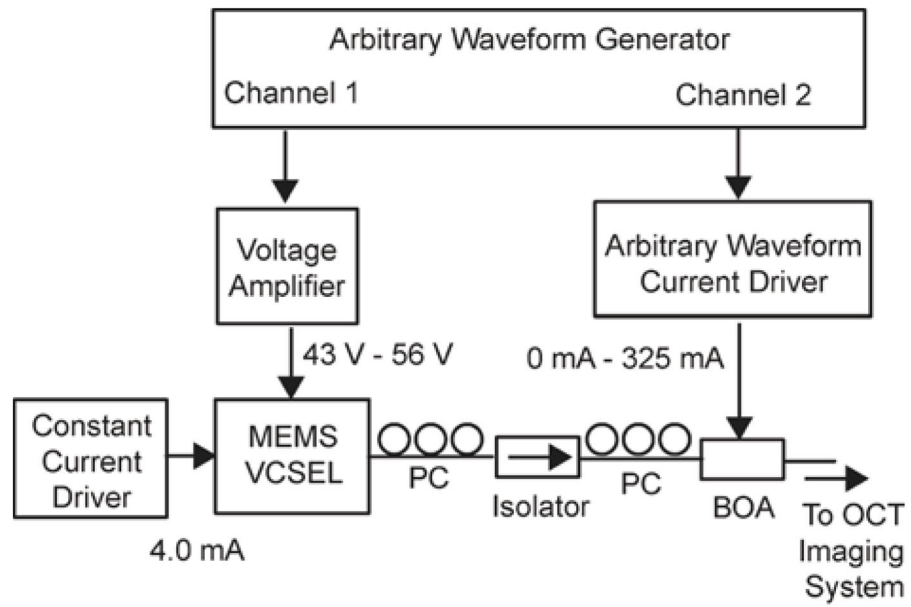 Arbitrary Waveform Generator
Channel 1
Channel 2
Voltage
Amplifier
Arbitrary Waveform
Current Driver
43 V - 56 V
0 mA - 325 mA
Constant
Current
Driver
MEMS
VCSEL
PC
Isolator
PC
BOA
4.0 mA
To OCT
Imaging
System